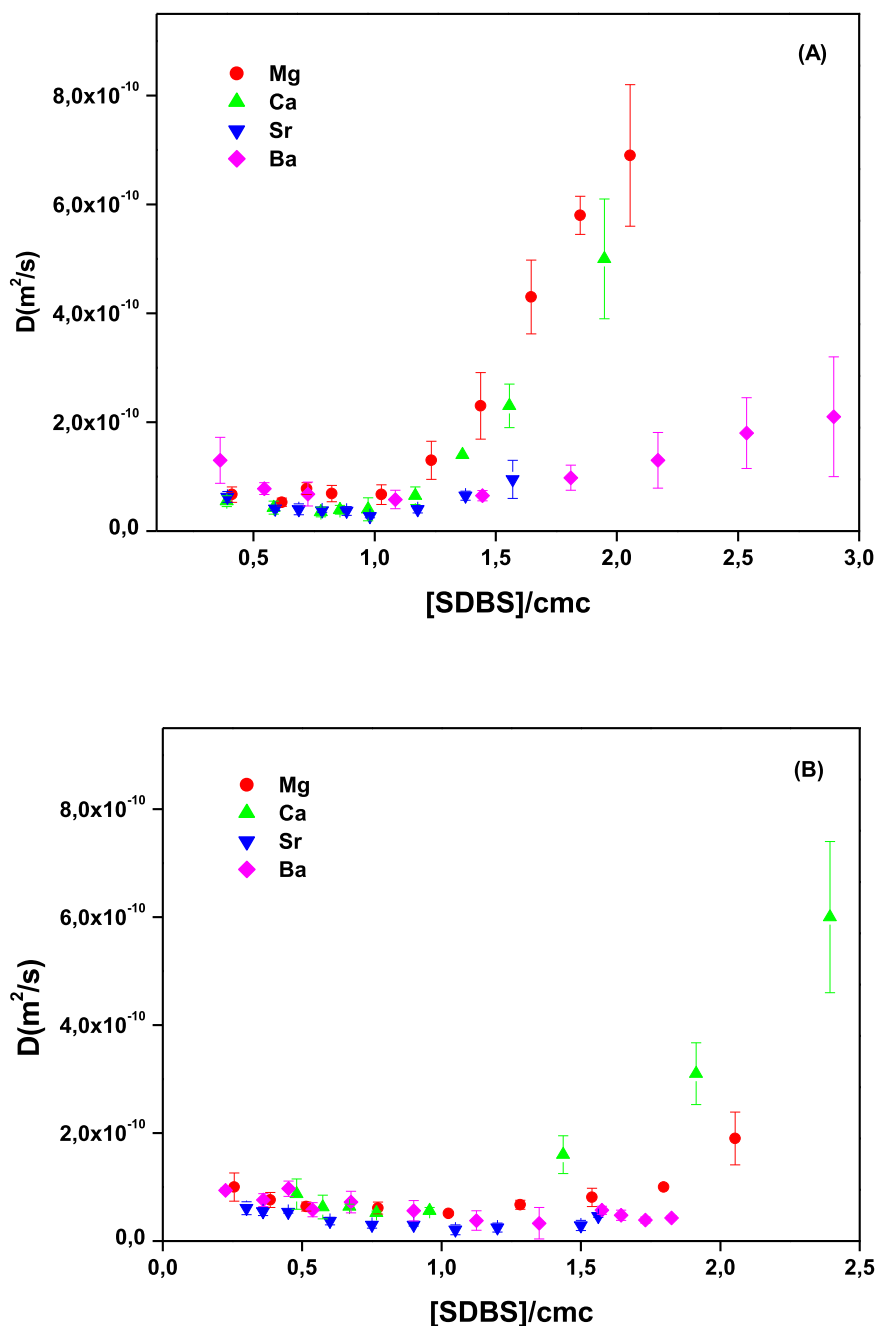 (A)
Mg
Ca
Sr
Ba
8,0x10⁻¹⁰
6,0x10⁻¹⁰
4,0x10⁻¹⁰
2,0x10⁻¹⁰
0,0
D(m²/s)
0,5 1,0 1,5 2,0 2,5 3,0
[SDBS]/cmc
(B)
Mg
Ca
Sr
Ba
8,0x10⁻¹⁰
6,0x10⁻¹⁰
4,0x10⁻¹⁰
2,0x10⁻¹⁰
0,0
D(m²/s)
0,0 0,5 1,0 1,5 2,0 2,5
[SDBS]/cmc